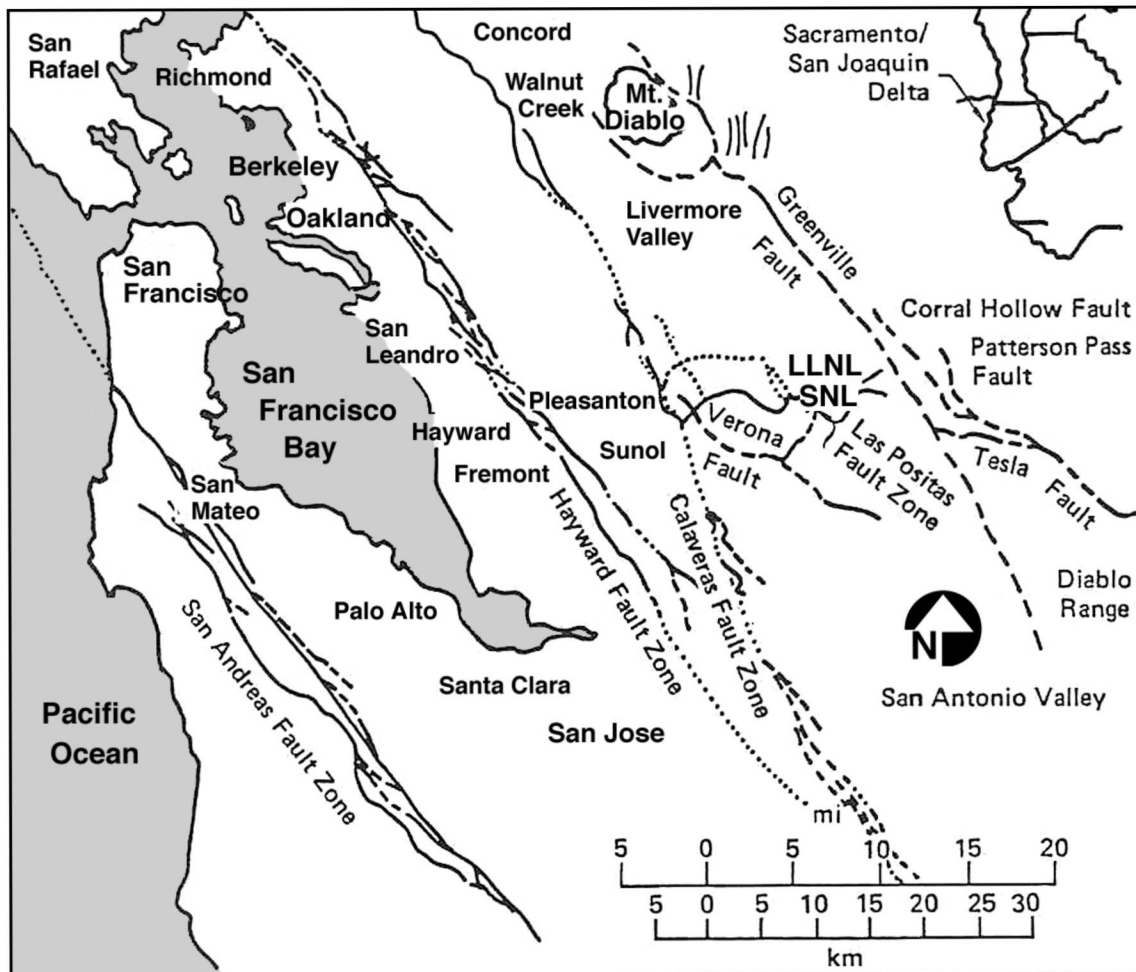 San
Rafael
Richmond
Concord
Walnut
Creek
Mt.
Diablo
Sacramento/
San Joaquin
Delta
Berkeley
Oakland
Livermore
Valley
Greenville
Fault
San
Francisco
San
Leandro
Corral Hollow Fault
Patterson Pass
Fault
LLNL
SNL
San
Francisco
Bay
Pleasanton
Hayward
Sunol
Verona
Fault
Las Positas
Fault Zone
Tesla
Fault
Fremont
San
Mateo
Hayward Fault Zone
Calaveras Fault Zone
Diablo
Range
Palo Alto
N
San Andreas Fault Zone
Santa Clara
San Antonio Valley
San Jose
Pacific
Ocean
mi
5 0 5 10 15 20
5 0 5 10 15 20 25 30
km